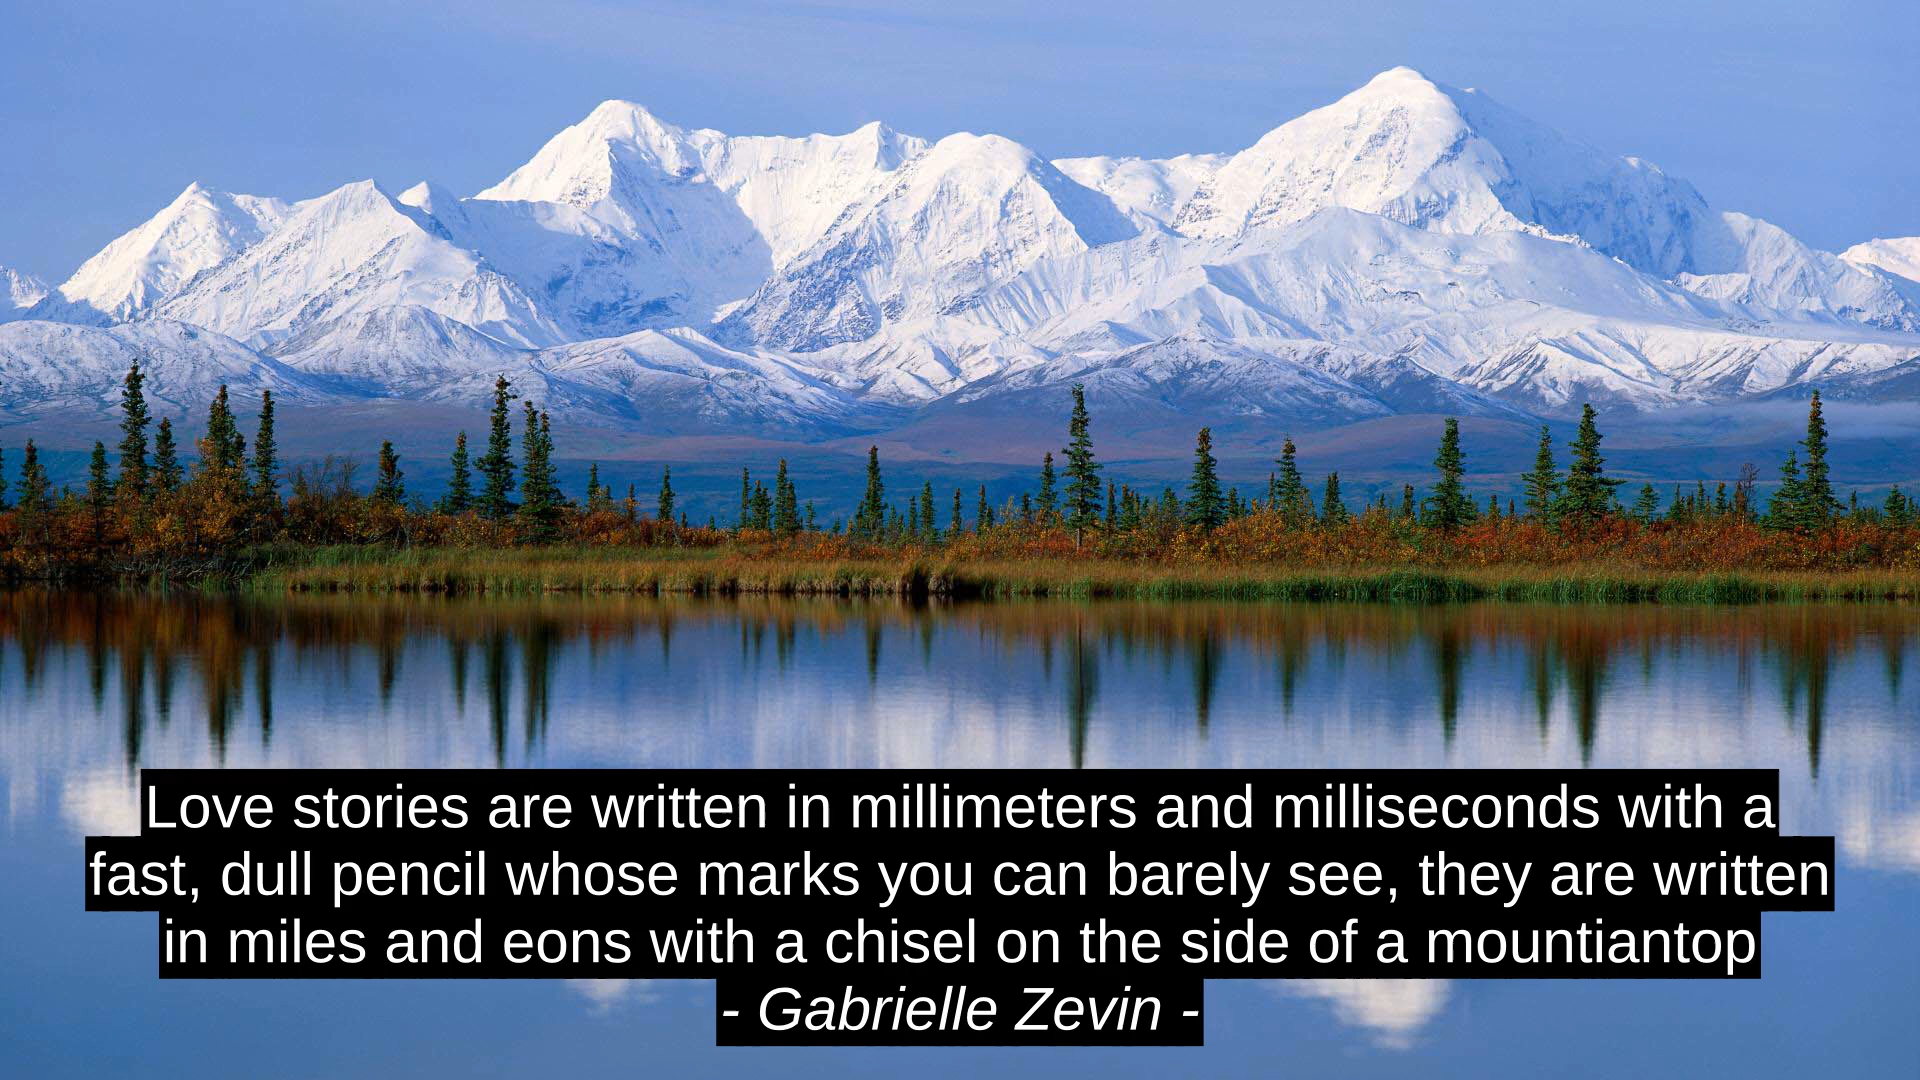 Love stories are written in millimeters and milliseconds with a
fast, dull pencil whose marks you can barely see, they are written
in miles and eons with a chisel on the side of a mountiantop
- Gabrielle Zevin -